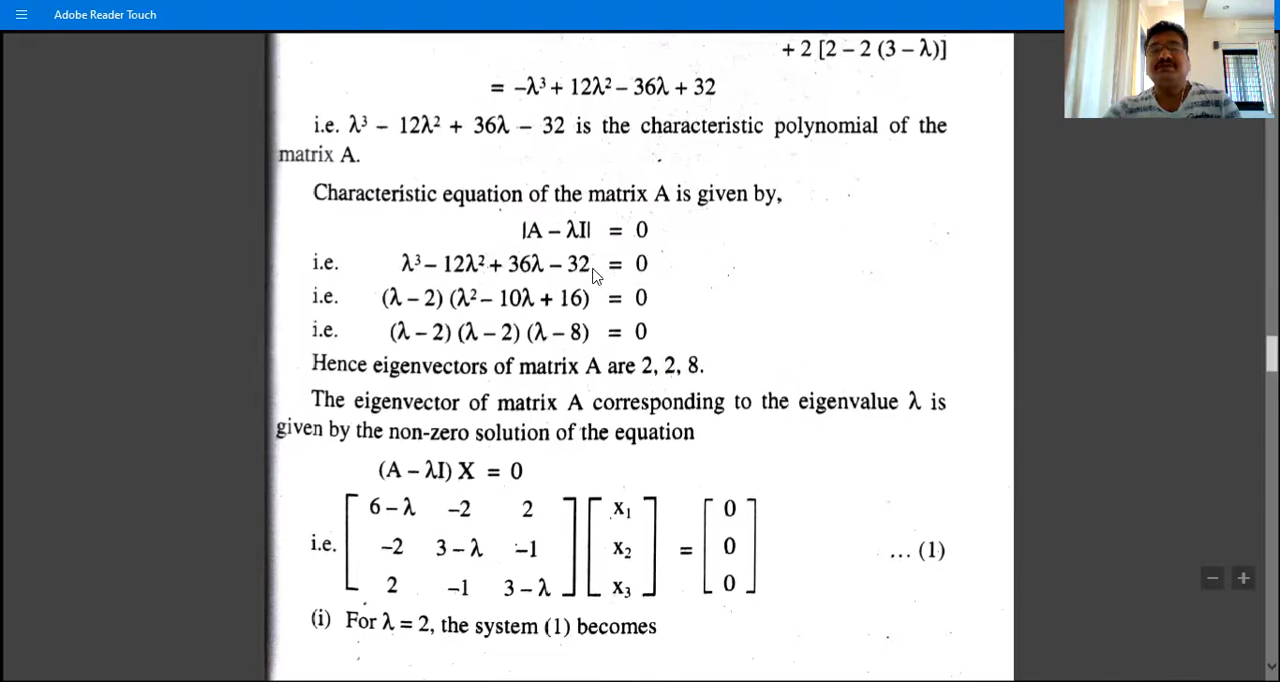 Adobe Reader Touch
+ 2 [2 – 2 (3 – λ)]
= –λ³ + 12λ² – 36λ + 32
i.e. λ³ – 12λ² + 36λ – 32 is the characteristic polynomial of the
matrix A.
Characteristic equation of the matrix A is given by,
|A – λI| = 0
i.e. λ³ – 12λ² + 36λ – 32 = 0
i.e. (λ – 2) (λ² – 10λ + 16) = 0
i.e. (λ – 2) (λ – 2) (λ – 8) = 0
Hence eigenvectors of matrix A are 2, 2, 8.
The eigenvector of matrix A corresponding to the eigenvalue λ is
given by the non-zero solution of the equation
(A – λI) X = 0
6 – λ –2 2 x₁ 0
i.e. –2 3 – λ –1 x₂ = 0 ... (1)
2 –1 3 – λ x₃ 0
(i) For λ = 2, the system (1) becomes